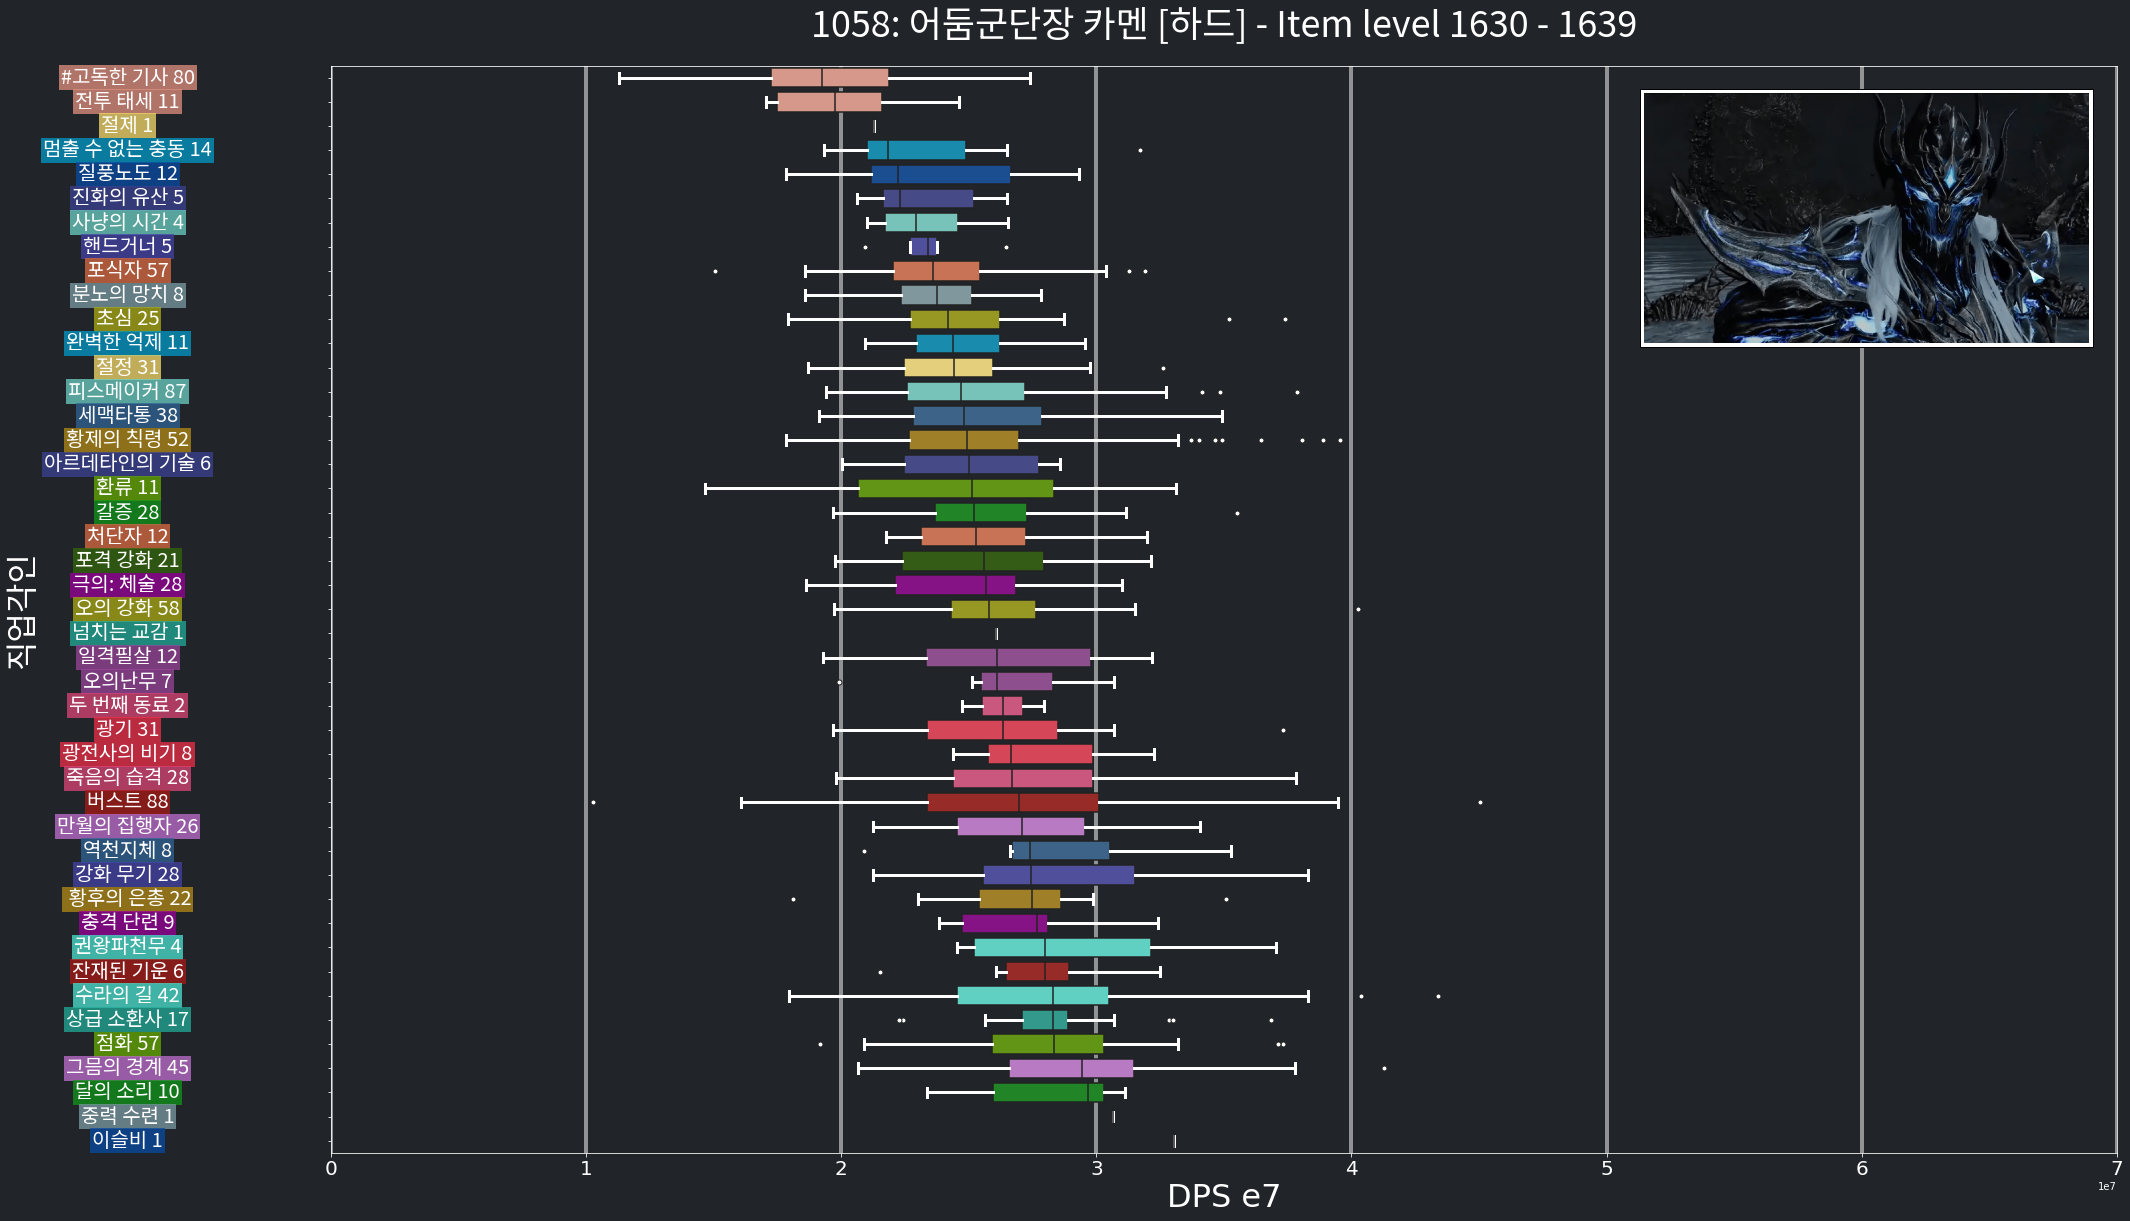 1058: 어둠군단장 카멘 [하드] - Item level 1630 - 1639
#고독한 기사 80
전투 태세 11
절제 1
멈출 수 없는 충동 14
질풍노도 12
진화의 유산 5
사냥의 시간 4
핸드거너 5
포식자 57
분노의 망치 8
초심 25
완벽한 억제 11
절정 31
피스메이커 87
세맥타통 38
황제의 칙령 52
아르데타인의 기술 6
환류 11
갈증 28
처단자 12
포격 강화 21
극의: 체술 28
오의 강화 58
넘치는 교감 1
일격필살 12
오의난무 7
두 번째 동료 2
광기 31
광전사의 비기 8
죽음의 습격 28
버스트 88
만월의 집행자 26
역천지체 8
강화 무기 28
황후의 은총 22
충격 단련 9
권왕파천무 4
잔재된 기운 6
수라의 길 42
상급 소환사 17
점화 57
그믐의 경계 45
달의 소리 10
중력 수련 1
이슬비 1
직업각인
0 1 2 3 4 5 6 7
1e7
DPS e7